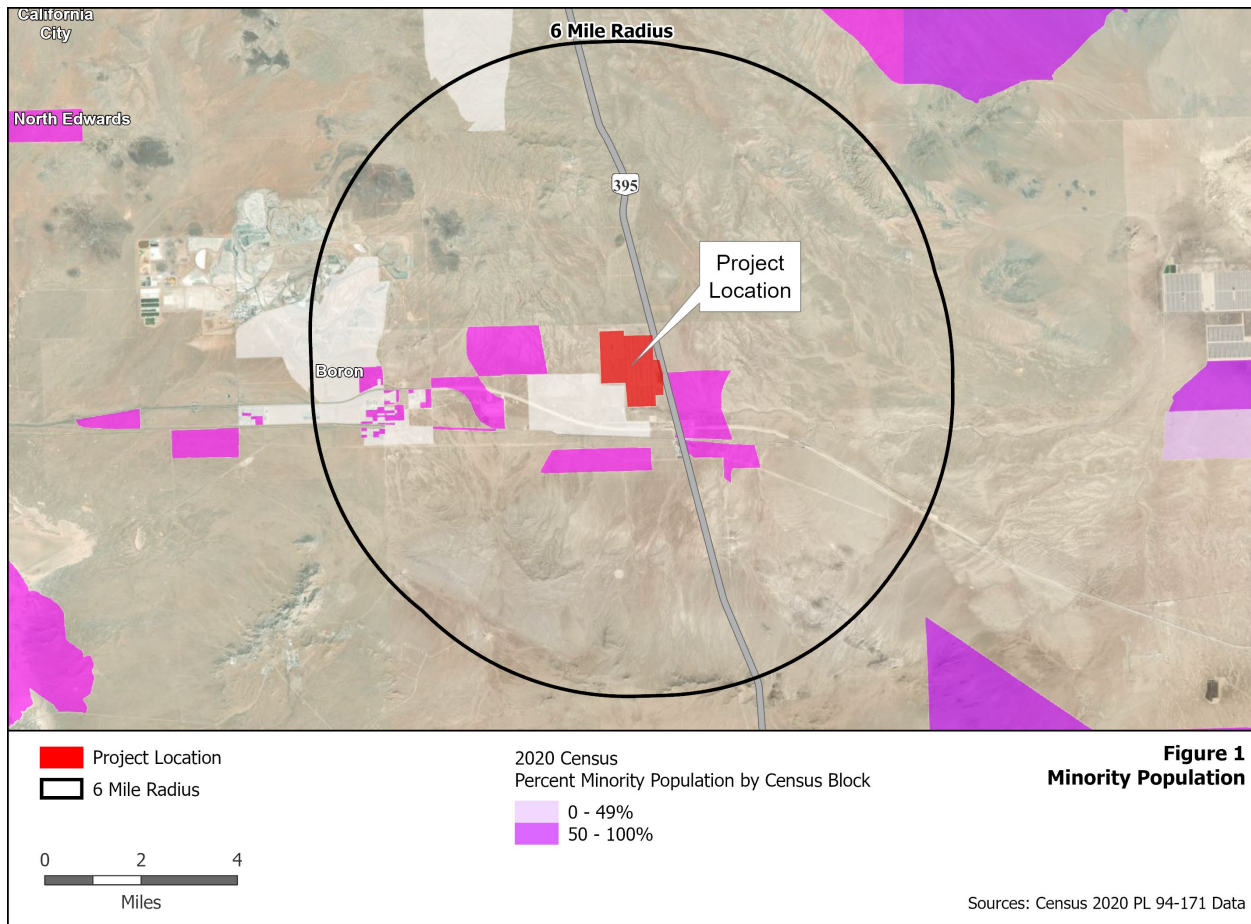 California
City
6 Mile Radius
North Edwards
395
Project
Location
Boron
Project Location
6 Mile Radius
0 2 4
Miles
2020 Census
Percent Minority Population by Census Block
0 - 49%
50 - 100%
Figure 1
Minority Population
Sources: Census 2020 PL 94-171 Data